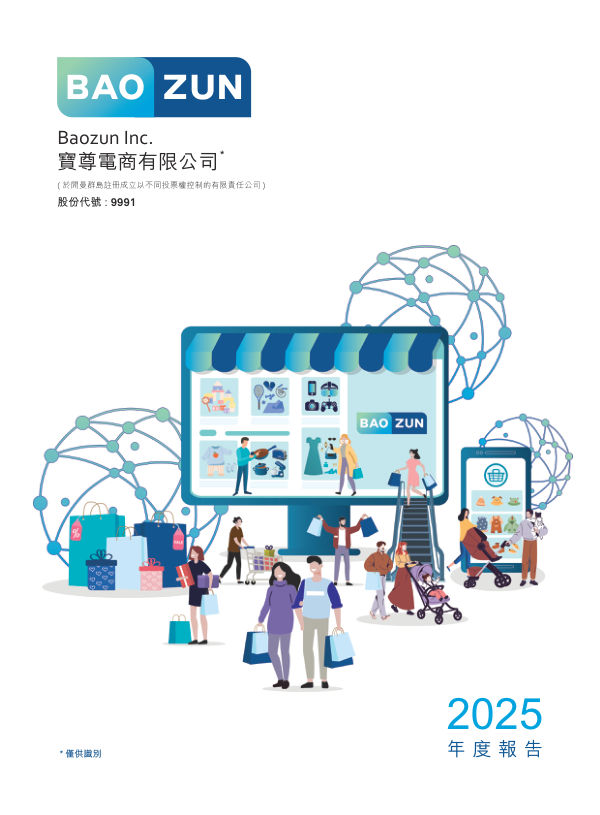 BAO ZUN
Baozun Inc.
寶尊電商有限公司*
(於開曼群島註冊成立以不同投票權控制的有限責任公司)
股份代號 : 9991
BAO ZUN
%
SALE
2025
年度報告
* 僅供識別